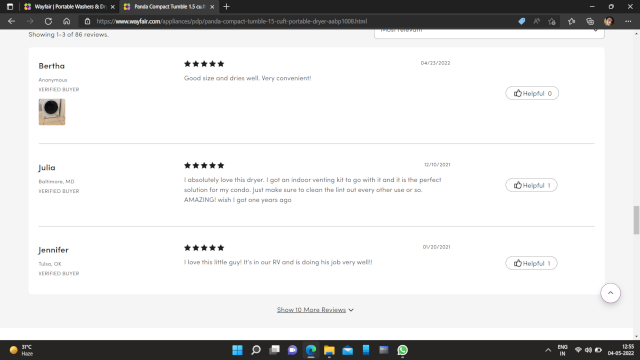 Wayfair | Portable Washers & Dr
Panda Compact Tumble 1.5 cu ft
https://www.wayfair.com/appliances/pdp/panda-compact-tumble-15-cuft-portable-dryer-aabp1008.html
Showing 1-3 of 86 reviews.
Most relevant
Bertha
04/23/2022
Anonymous
VERIFIED BUYER
Good size and dries well. Very convenient!
Helpful 0
Julia
12/10/2021
Baltimore, MD
VERIFIED BUYER
I absolutely love this dryer. I got an indoor venting kit to go with it and it is the perfect
solution for my condo. Just make sure to clean the lint out every other use or so.
AMAZING! wish I got one years ago
Helpful 1
Jennifer
01/20/2021
Tulsa, OK
VERIFIED BUYER
I love this little guy! It's in our RV and is doing his job very well!!
Helpful 1
Show 10 More Reviews
31°C
Haze
ENG
IN
12:55
04-05-2022